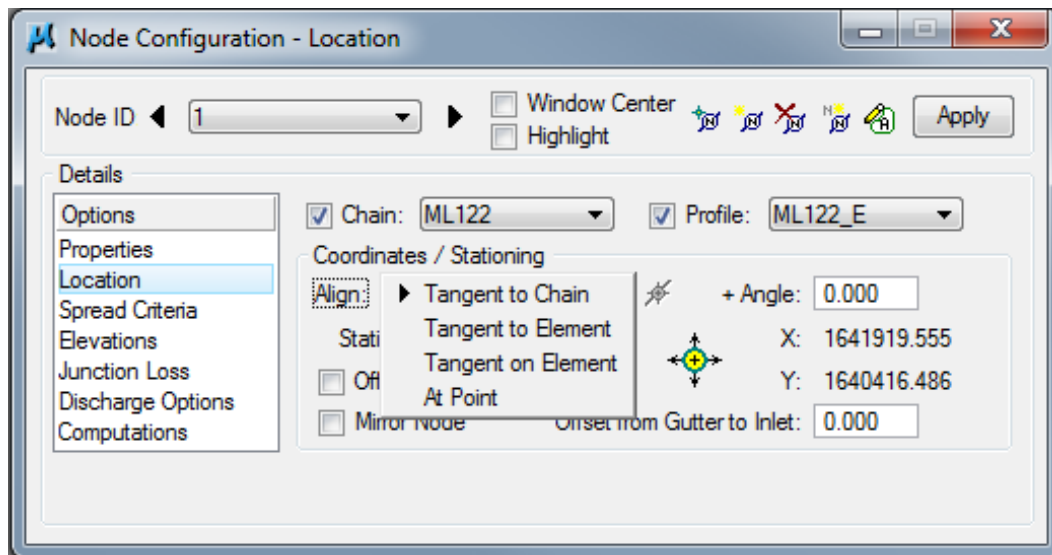 Node Configuration - Location
Node ID 1 Window Center Apply
Highlight
Details
Options Chain: ML122 Profile: ML122_E
Properties
Location
Spread Criteria
Elevations
Junction Loss
Discharge Options
Computations
Coordinates / Stationing
Align: Tangent to Chain + Angle: 0.000
Tangent to Element X: 1641919.555
Tangent on Element Y: 1640416.486
At Point
Mirror Node Offset from Gutter to Inlet: 0.000